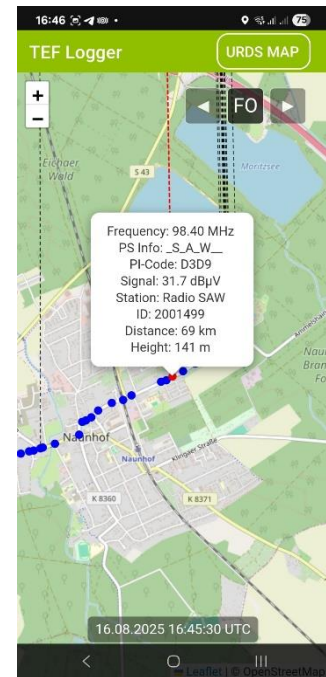 16:46
75
TEF Logger
URDS MAP
+
−
◄ FO ►
Eichaer
Wald
S 43
Moritzsee
Frequency: 98.40 MHz
PS Info: _S_A_W__
PI-Code: D3D9
Signal: 31.7 dBµV
Station: Radio SAW
ID: 2001499
Distance: 69 km
Height: 141 m
Naunhof
Naunhof
Klingaer Straße
K 8360
K 8371
16.08.2025 16:45:30 UTC
Leaflet | © OpenStreetMap